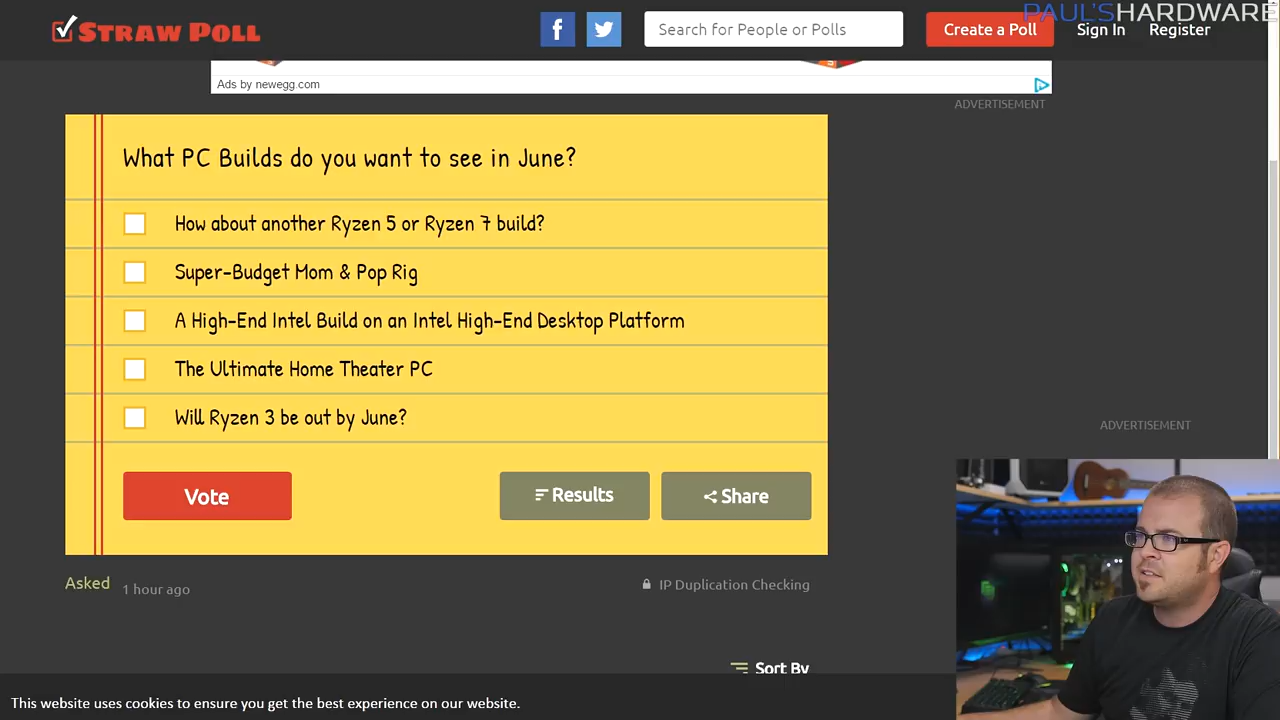 STRAW POLL
f
Search for People or Polls
Create a Poll
Sign In
Register
PAUL'SHARDWARE
Ads by newegg.com
ADVERTISEMENT
What PC Builds do you want to see in June?
How about another Ryzen 5 or Ryzen 7 build?
Super-Budget Mom & Pop Rig
A High-End Intel Build on an Intel High-End Desktop Platform
The Ultimate Home Theater PC
Will Ryzen 3 be out by June?
ADVERTISEMENT
Vote
Results
Share
Asked
1 hour ago
IP Duplication Checking
Sort By
This website uses cookies to ensure you get the best experience on our website.